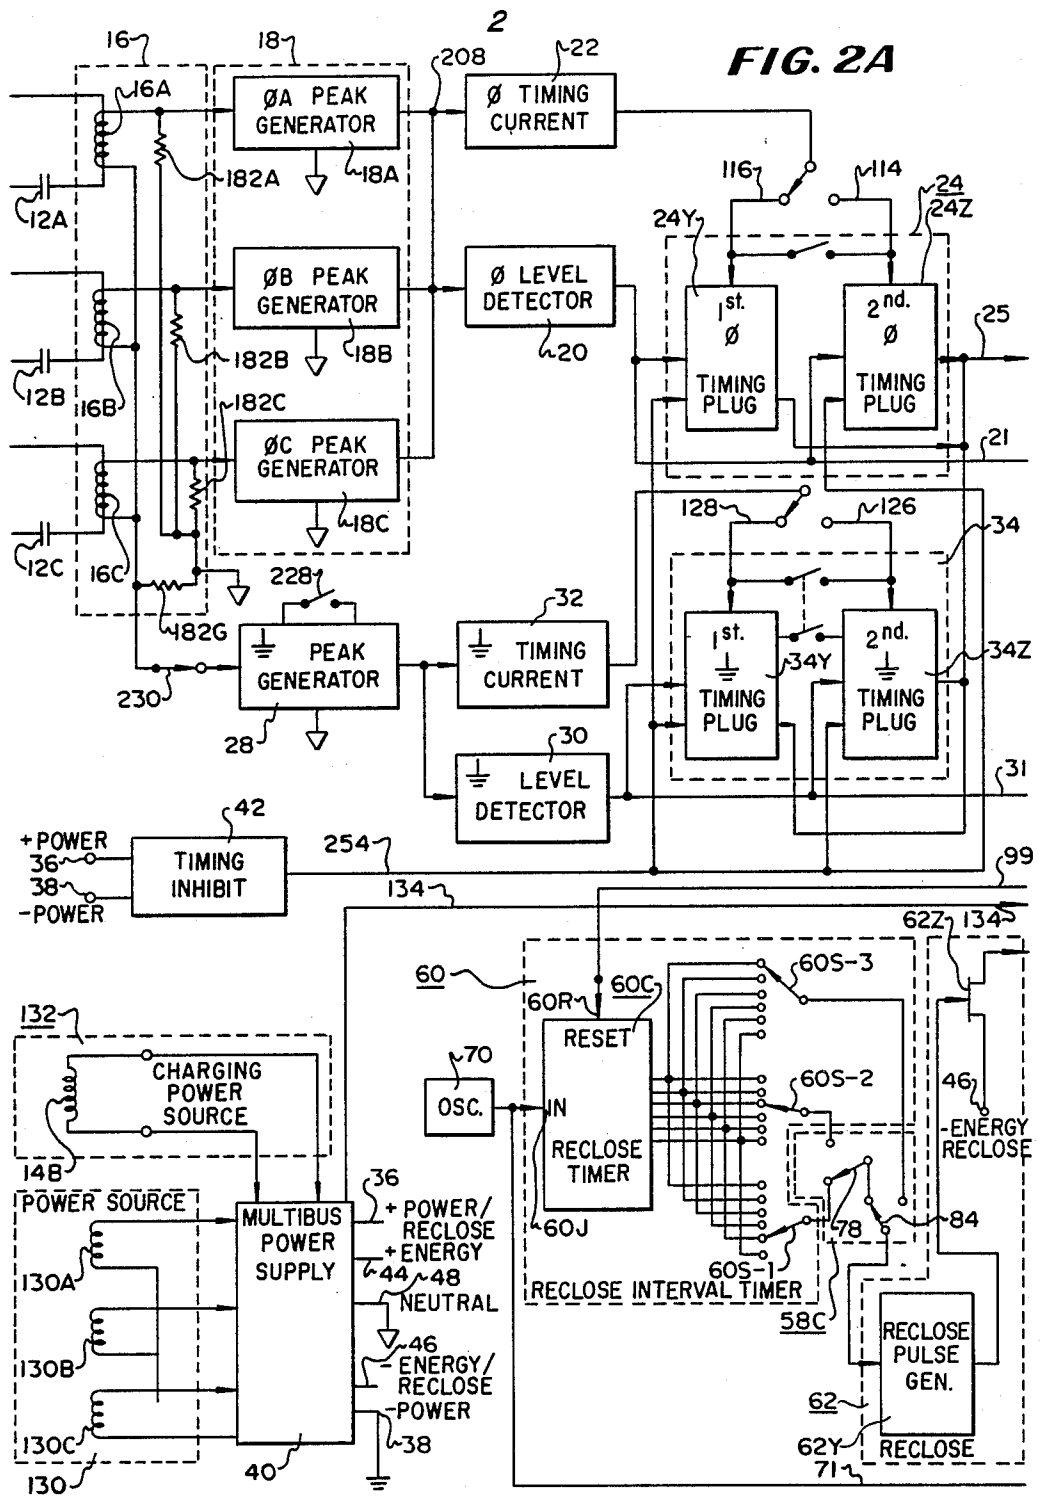 2
FIG. 2A
16
18
208
22
16A
ØA PEAK
GENERATOR
Ø TIMING
CURRENT
182A
18A
12A
116
114
24
24Y
24Z
ØB PEAK
GENERATOR
Ø LEVEL
DETECTOR
1st.
Ø
TIMING
PLUG
2nd.
Ø
TIMING
PLUG
25
182B
18B
20
12B
16B
182C
ØC PEAK
GENERATOR
21
18C
128
126
34
12C
16C
228
182G
32
PEAK
GENERATOR
TIMING
CURRENT
1st.
TIMING
PLUG
34Y
2nd.
TIMING
PLUG
34Z
230
28
30
LEVEL
DETECTOR
31
42
+POWER
36
38
-POWER
TIMING
INHIBIT
254
99
134
62Z
134
60
60R
60C
60S-3
RESET
132
CHARGING
POWER
SOURCE
14B
70
OSC.
IN
RECLOSE
TIMER
60J
60S-2
46
-ENERGY
RECLOSE
78
84
60S-1
RECLOSE INTERVAL TIMER
58C
POWER SOURCE
130A
130B
130C
130
MULTIBUS
POWER
SUPPLY
40
36
+ POWER/
RECLOSE
+ ENERGY
44
48
NEUTRAL
46
- ENERGY/
RECLOSE
-POWER
38
RECLOSE
PULSE
GEN.
62
62Y
RECLOSE
71